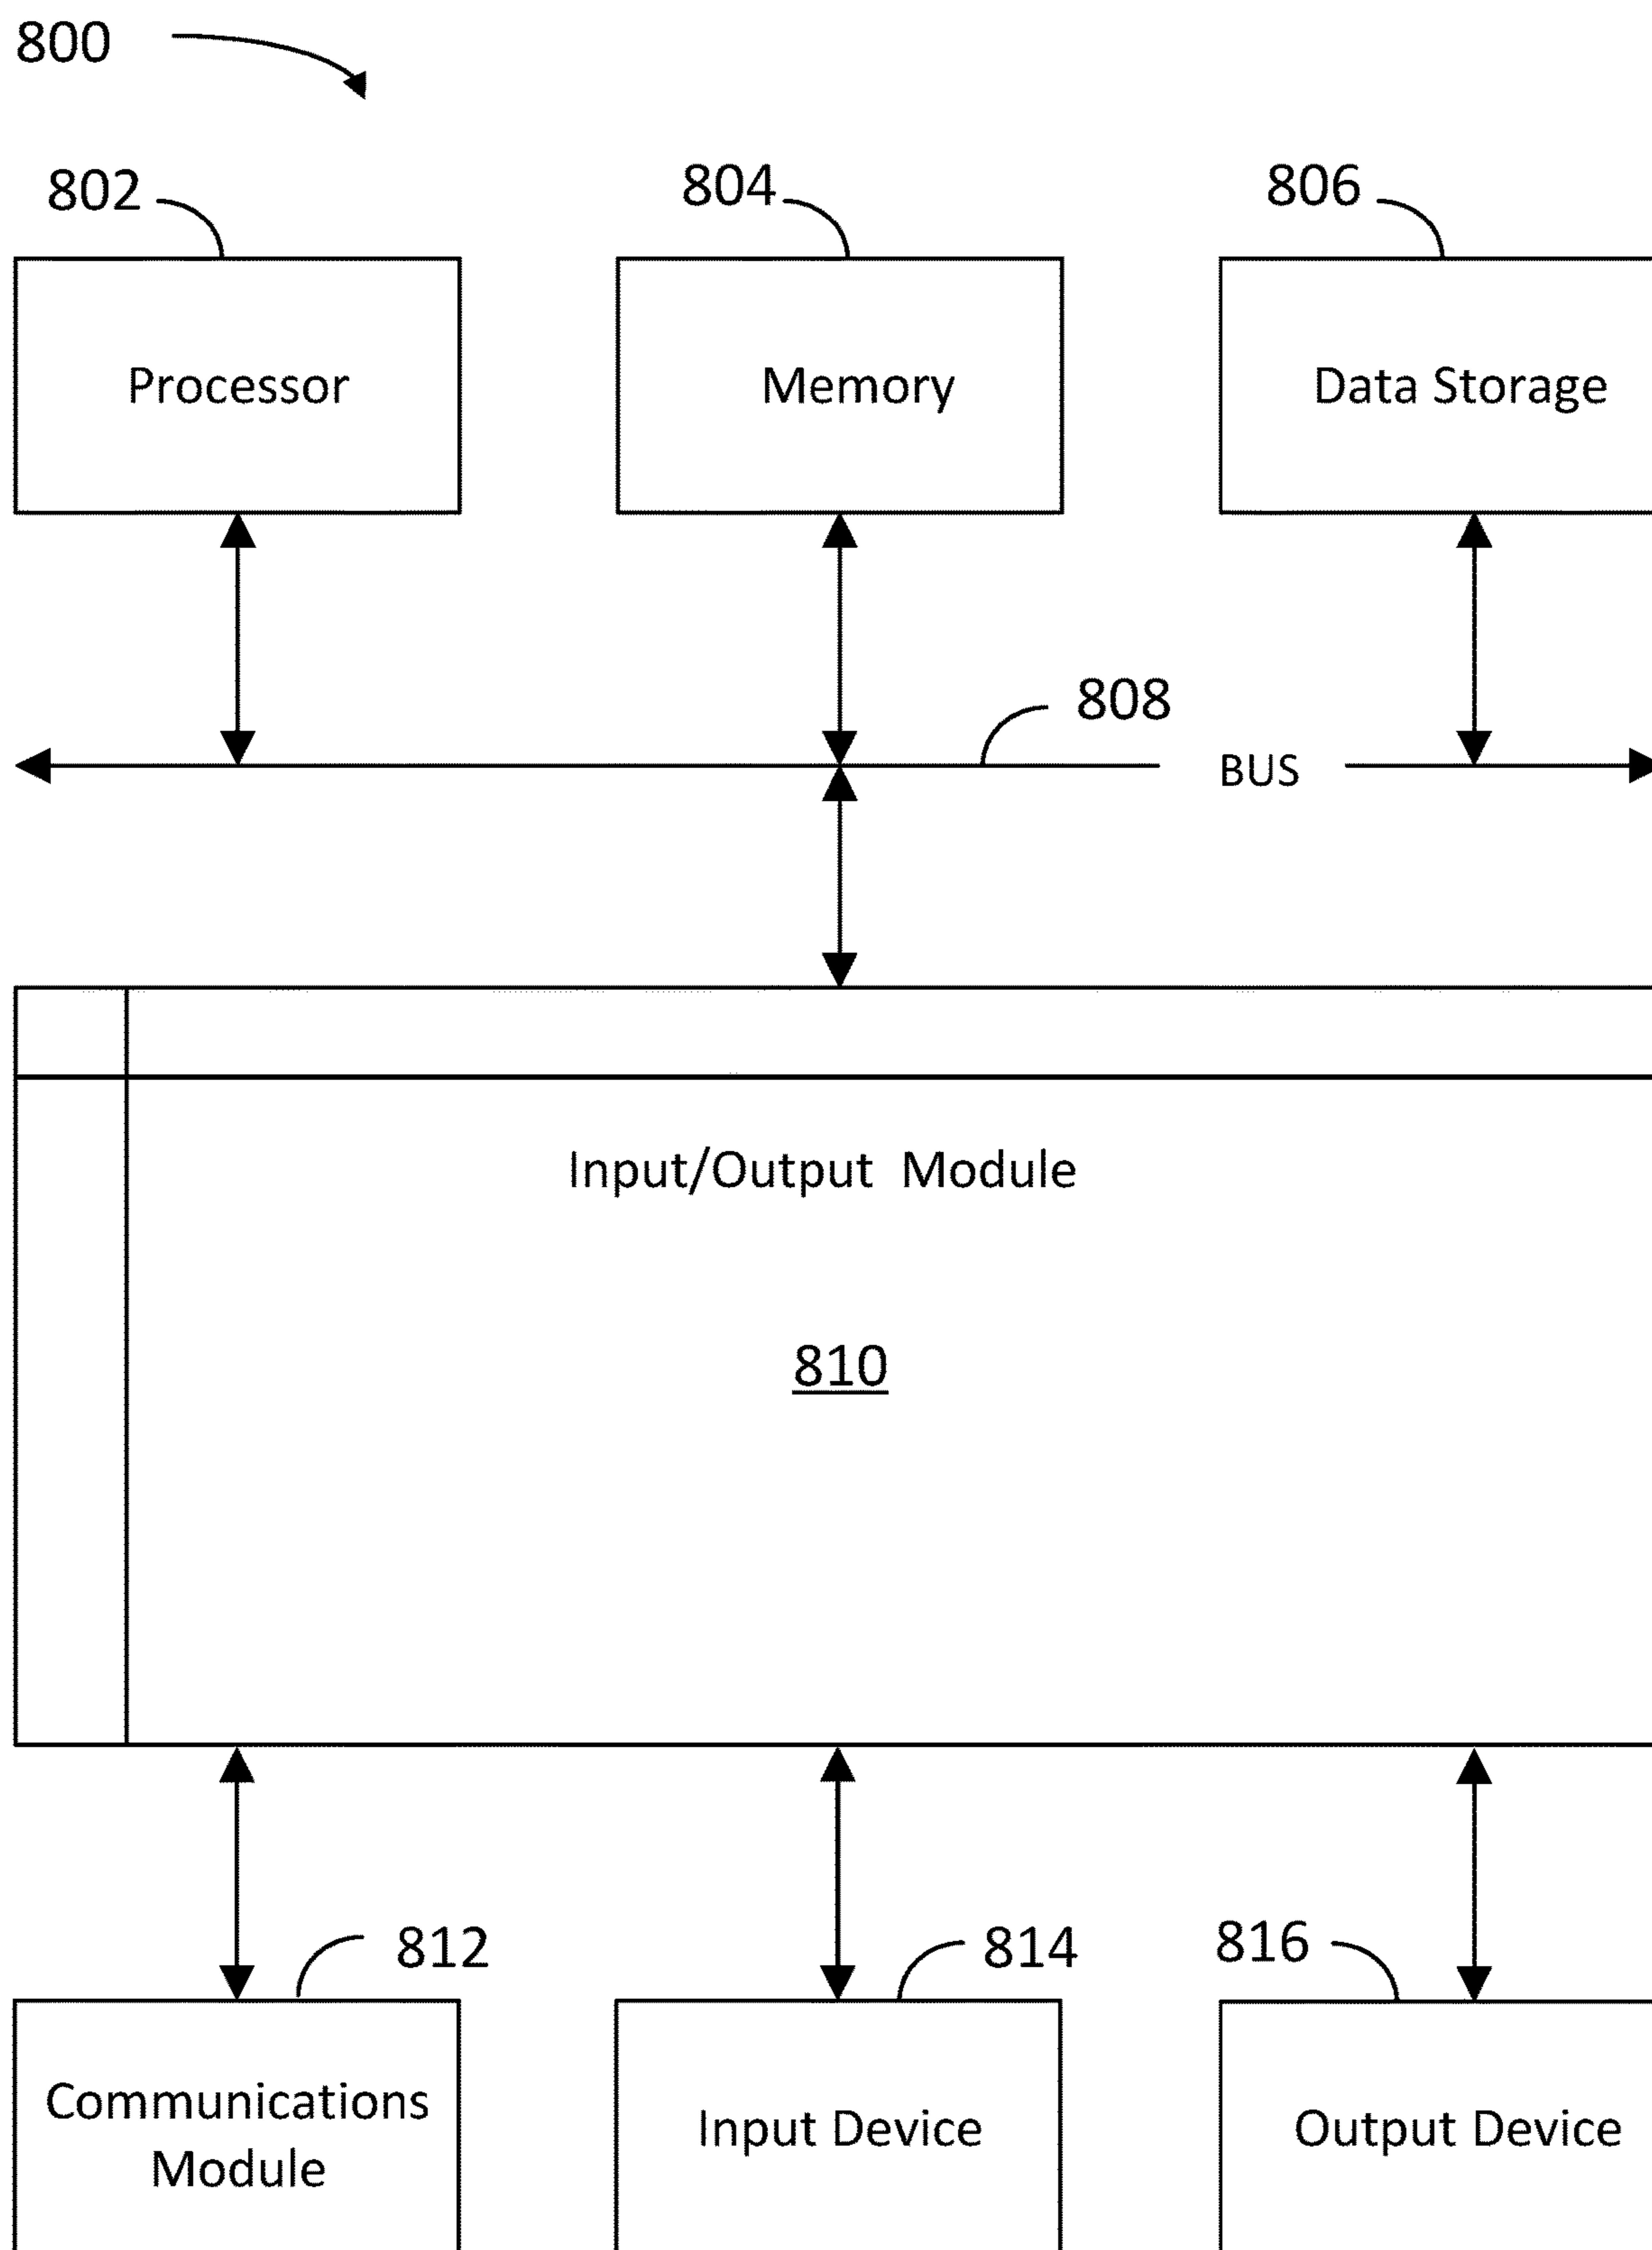 800
802
804
806
Processor
Memory
Data Storage
808
BUS
Input/Output Module
810
812
814
816
Communications
Module
Input Device
Output Device